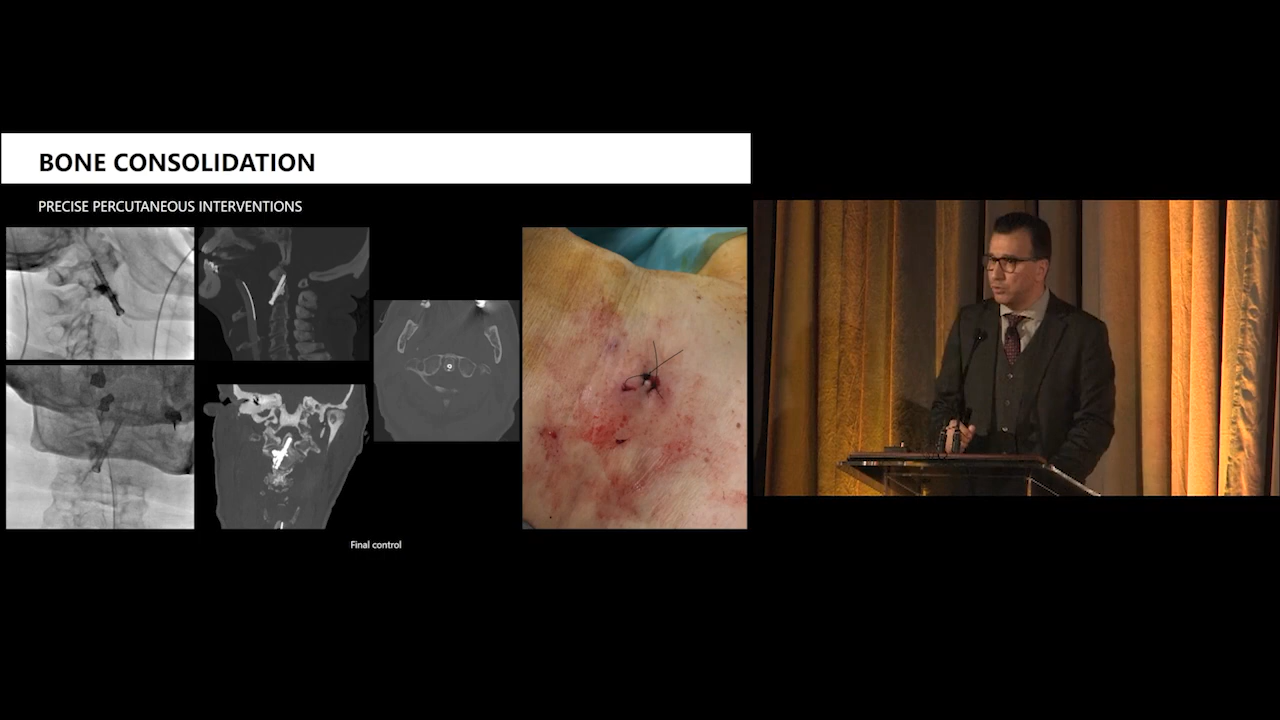 BONE CONSOLIDATION
PRECISE PERCUTANEOUS INTERVENTIONS
Final control